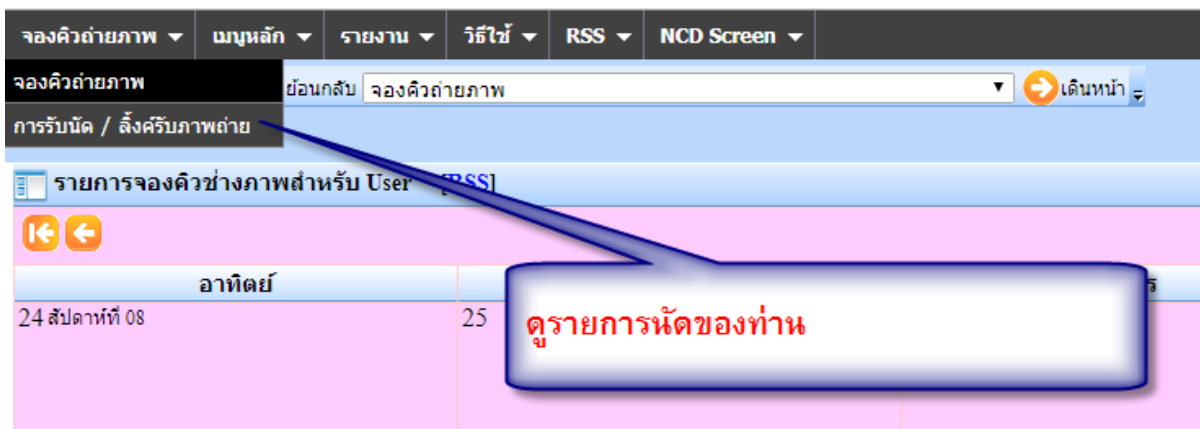 จองคิวถ่ายภาพ เมนูหลัก รายงาน วิธีใช้ RSS NCD Screen
จองคิวถ่ายภาพ
ย้อนกลับ จองคิวถ่ายภาพ เดินหน้า
การรับนัด / ลิ้งค์รับภาพถ่าย
รายการจองคิวช่างภาพสำหรับ User [RSS]
อาทิตย์
24 สัปดาห์ที่ 08
25
ดูรายการนัดของท่าน